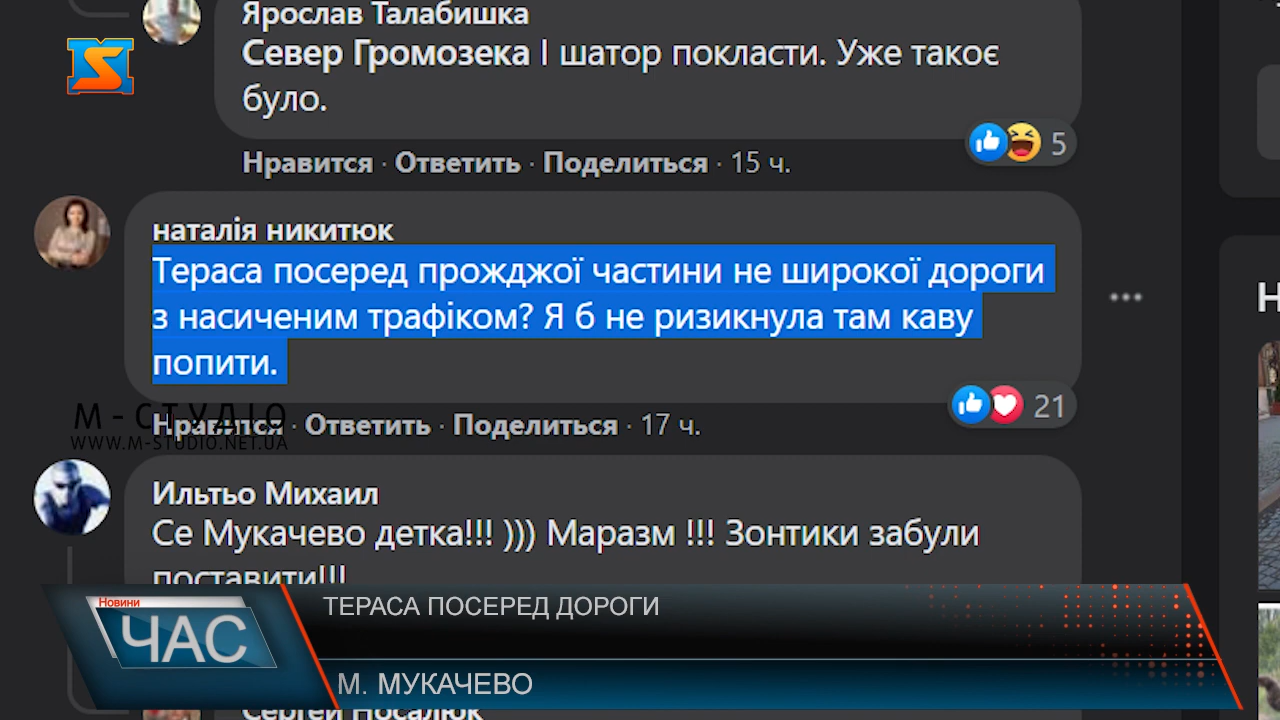 Ярослав Талабишка
Север Громозека І шатор покласти. Уже такоє
було.
5
Нравится · Ответить · Поделиться · 15 ч.
наталія никитюк
Тераса посеред прожджої частини не широкої дороги
з насиченим трафіком? Я б не ризикнула там каву
попити.
21
М-СТУДІО
WWW.M-STUDIO.NET.UA
Нравится · Ответить · Поделиться · 17 ч.
Ильтьо Михаил
Се Мукачево детка!!! ))) Маразм !!! Зонтики забули
поставити!!!
Новини
ЧАС
ТЕРАСА ПОСЕРЕД ДОРОГИ
М. МУКАЧЕВО
Сергей Носалюк